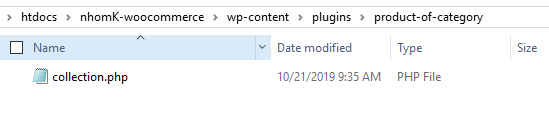 htdocs > nhomK-woocommerce > wp-content > plugins > product-of-category
Name Date modified Type Size
collection.php 10/21/2019 9:35 AM PHP File